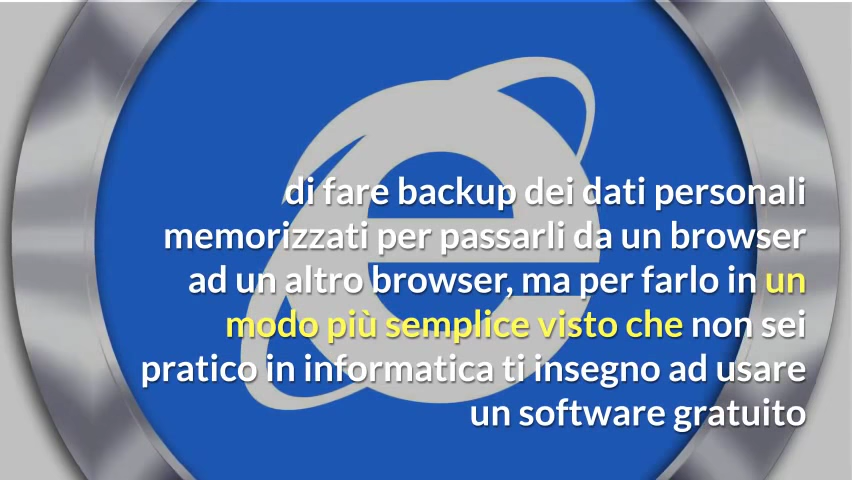 di fare backup dei dati personali
memorizzati per passarli da un browser
ad un altro browser, ma per farlo in un
modo più semplice visto che non sei
pratico in informatica ti insegno ad usare
un software gratuito